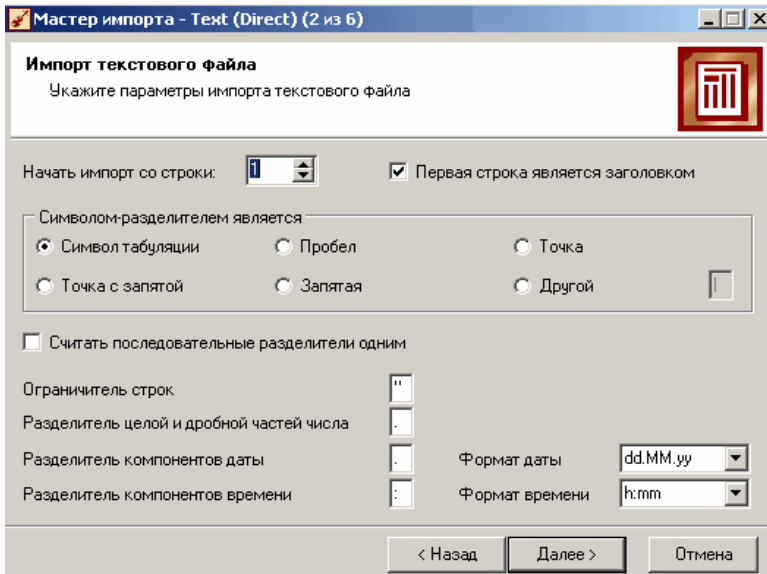 Мастер импорта - Text (Direct) (2 из 6)
Импорт текстового файла
Укажите параметры импорта текстового файла
Начать импорт со строки: 1 Первая строка является заголовком
Символом-разделителем является
Символ табуляции Пробел Точка
Точка с запятой Запятая Другой |
Считать последовательные разделители одним
Ограничитель строк "
Разделитель целой и дробной частей числа .
Разделитель компонентов даты . Формат даты dd.MM.yy
Разделитель компонентов времени : Формат времени h:mm
< Назад Далее > Отмена